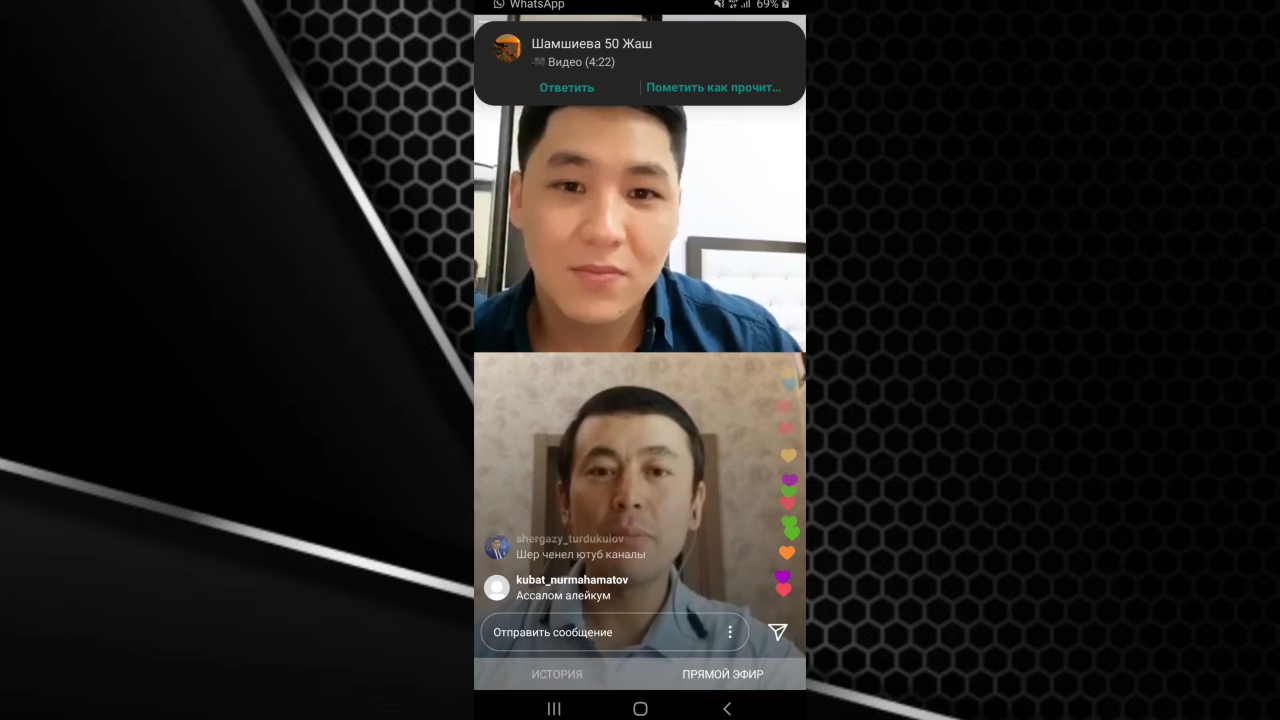 WhatsApp
69%
Шамшиева 50 Жаш
Видео (4:22)
Ответить
Пометить как прочит...
shergazy_turdukulov
Шер ченел ютуб каналы
kubat_nurmahamatov
Ассалом алейкум
Отправить сообщение
ИСТОРИЯ
ПРЯМОЙ ЭФИР